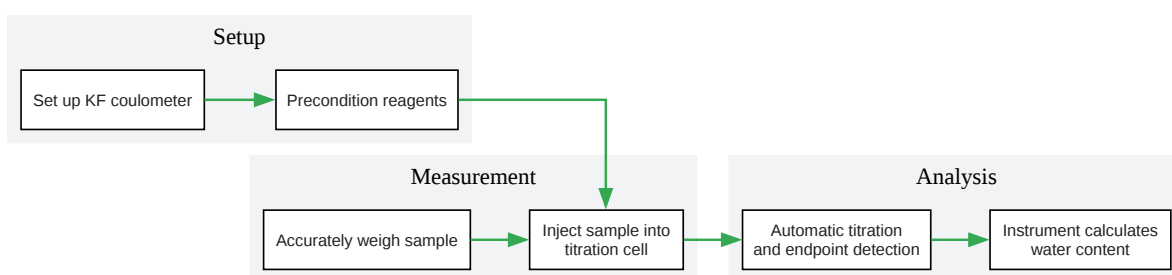 Setup
Set up KF coulometer
Precondition reagents
Measurement
Accurately weigh sample
Inject sample into
titration cell
Analysis
Automatic titration
and endpoint detection
Instrument calculates
water content